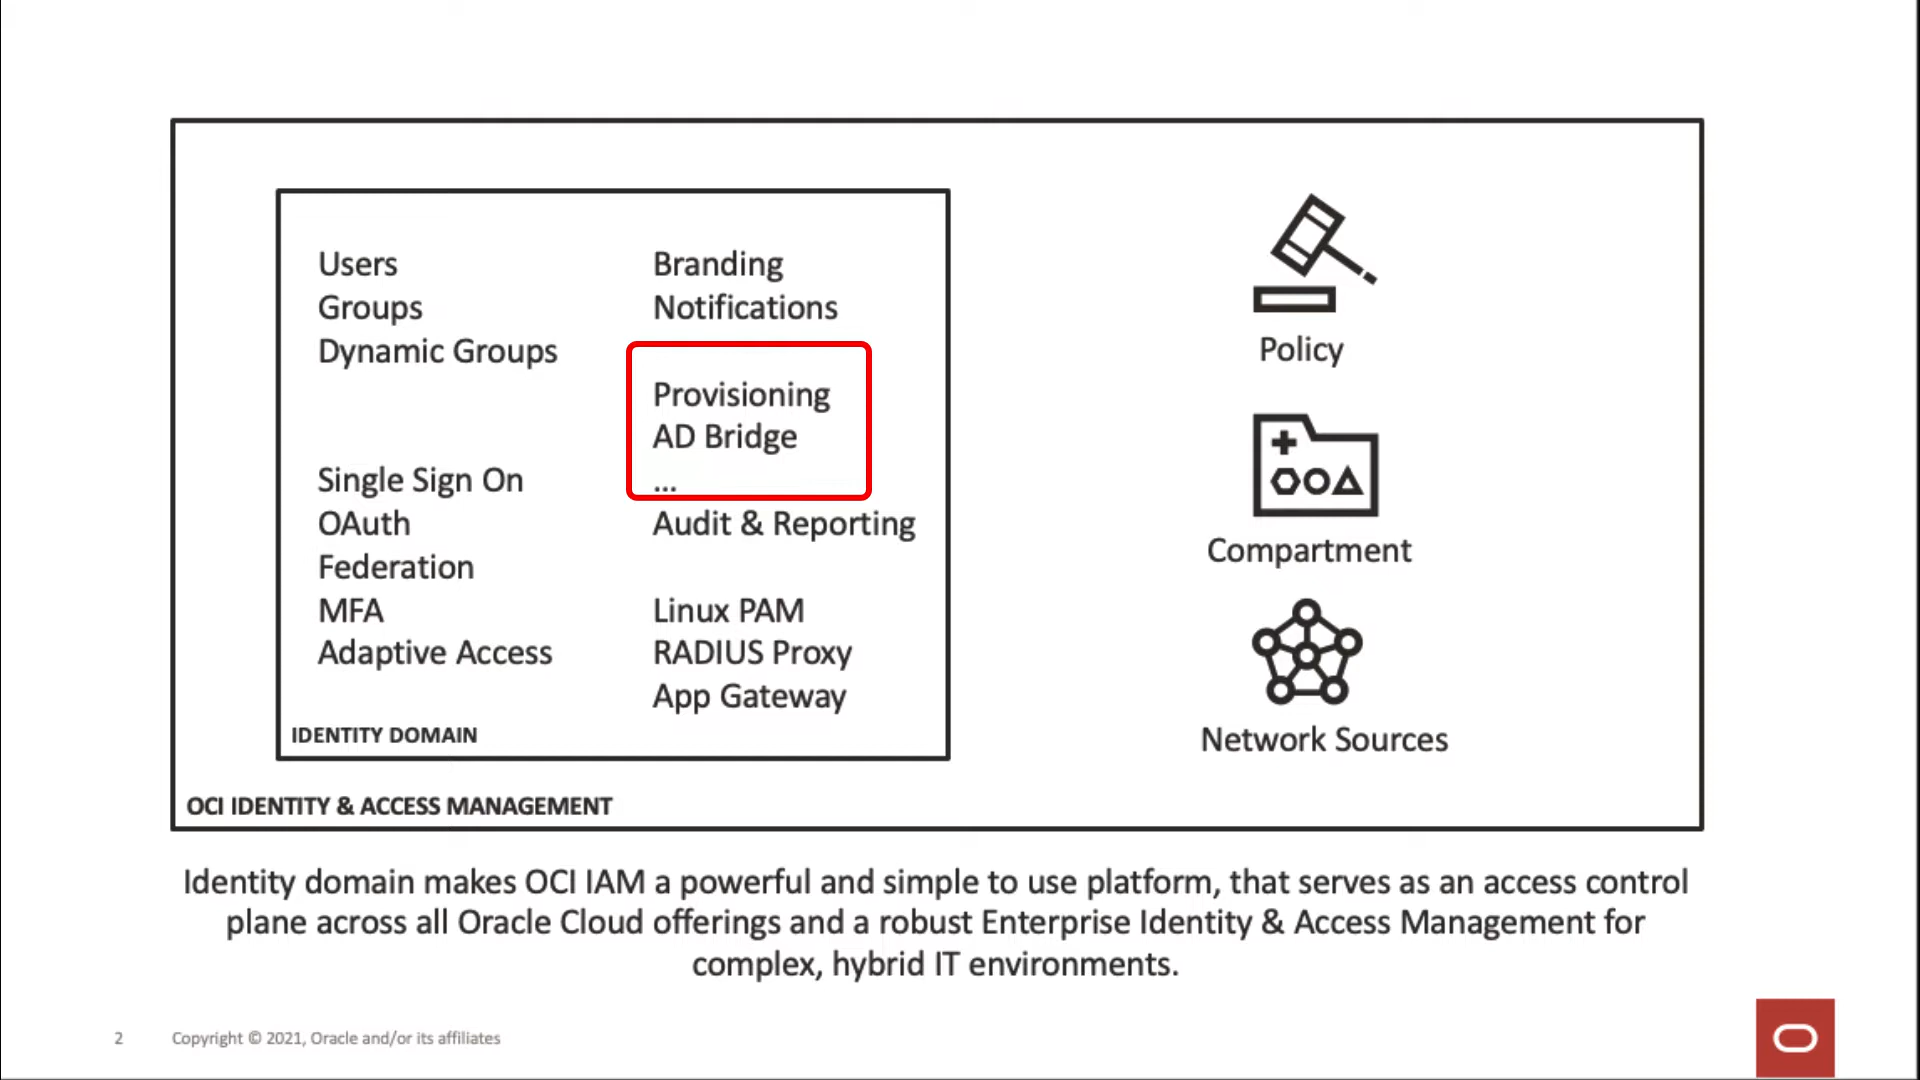 Users
Groups
Dynamic Groups
Single Sign On
OAuth
Federation
MFA
Adaptive Access
Branding
Notifications
Provisioning
AD Bridge
...
Audit & Reporting
Linux PAM
RADIUS Proxy
App Gateway
IDENTITY DOMAIN
Policy
Compartment
Network Sources
OCI IDENTITY & ACCESS MANAGEMENT
Identity domain makes OCI IAM a powerful and simple to use platform, that serves as an access control
plane across all Oracle Cloud offerings and a robust Enterprise Identity & Access Management for
complex, hybrid IT environments.
2
Copyright © 2021, Oracle and/or its affiliates